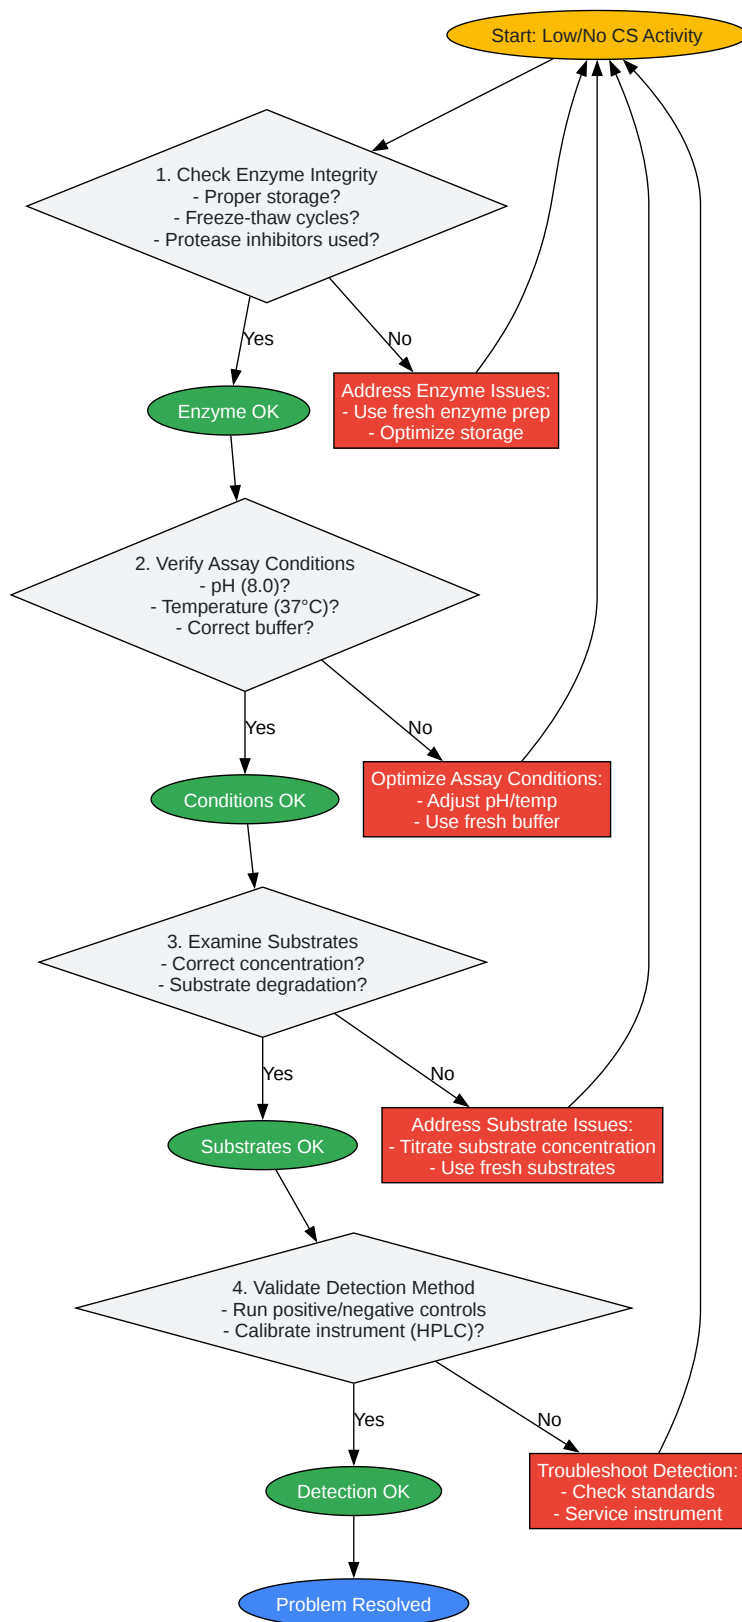 Start: Low/No CS Activity
1. Check Enzyme Integrity
- Proper storage?
- Freeze-thaw cycles?
- Protease inhibitors used?
Yes
No
Enzyme OK
Address Enzyme Issues:
- Use fresh enzyme prep
- Optimize storage
2. Verify Assay Conditions
- pH (8.0)?
- Temperature (37°C)?
- Correct buffer?
Yes
No
Conditions OK
Optimize Assay Conditions:
- Adjust pH/temp
- Use fresh buffer
3. Examine Substrates
- Correct concentration?
- Substrate degradation?
Yes
No
Substrates OK
Address Substrate Issues:
- Titrate substrate concentration
- Use fresh substrates
4. Validate Detection Method
- Run positive/negative controls
- Calibrate instrument (HPLC)?
Yes
No
Detection OK
Troubleshoot Detection:
- Check standards
- Service instrument
Problem Resolved